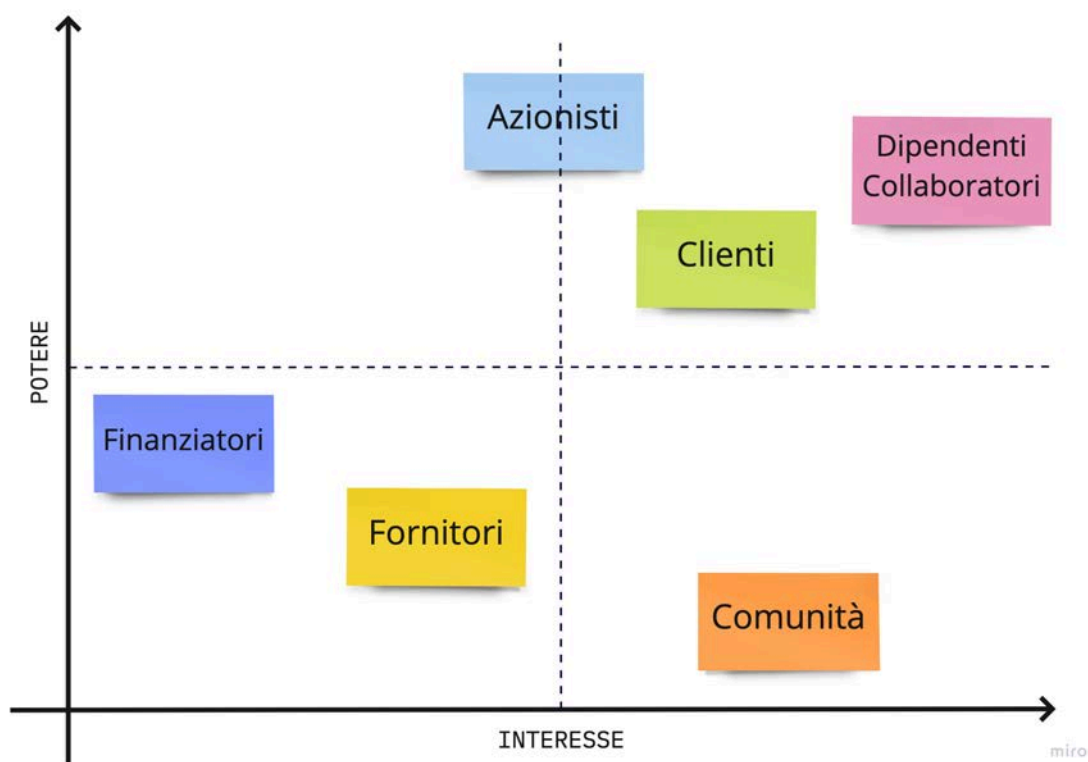 Azionisti
Dipendenti
Collaboratori
Clienti
POTERE
Finanziatori
Fornitori
Comunità
INTERESSE
miro